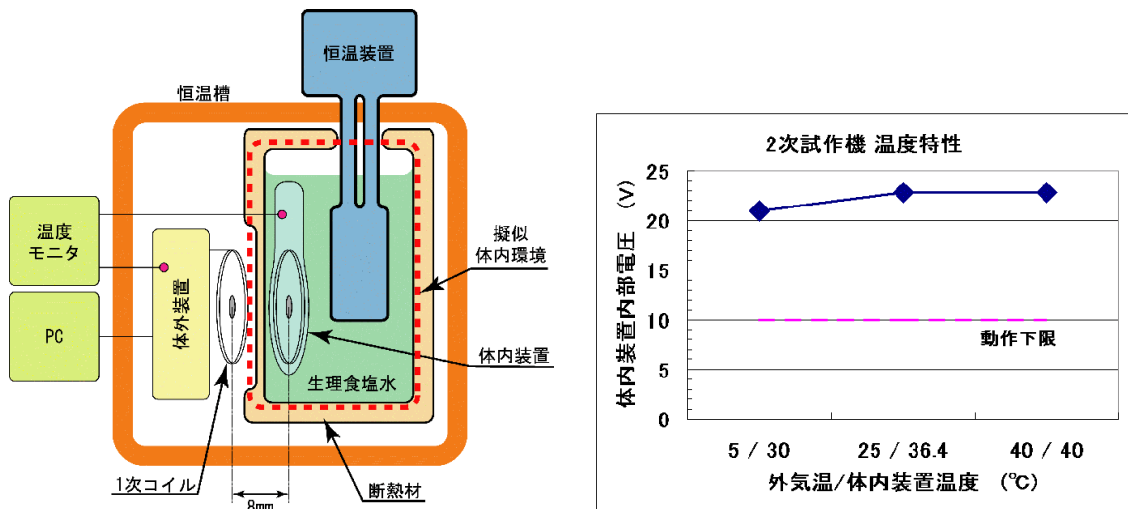 恒温装置
恒温槽
温度
モニタ
PC
体外装置
擬似
体内環境
体内装置
生理食塩水
1次コイル
8mm
断熱材
2次試作機 温度特性
体内装置内部電圧 (V)
25
20
15
10
5
0
動作下限
5 / 30
25 / 36.4
40 / 40
外気温/体内装置温度 (℃)